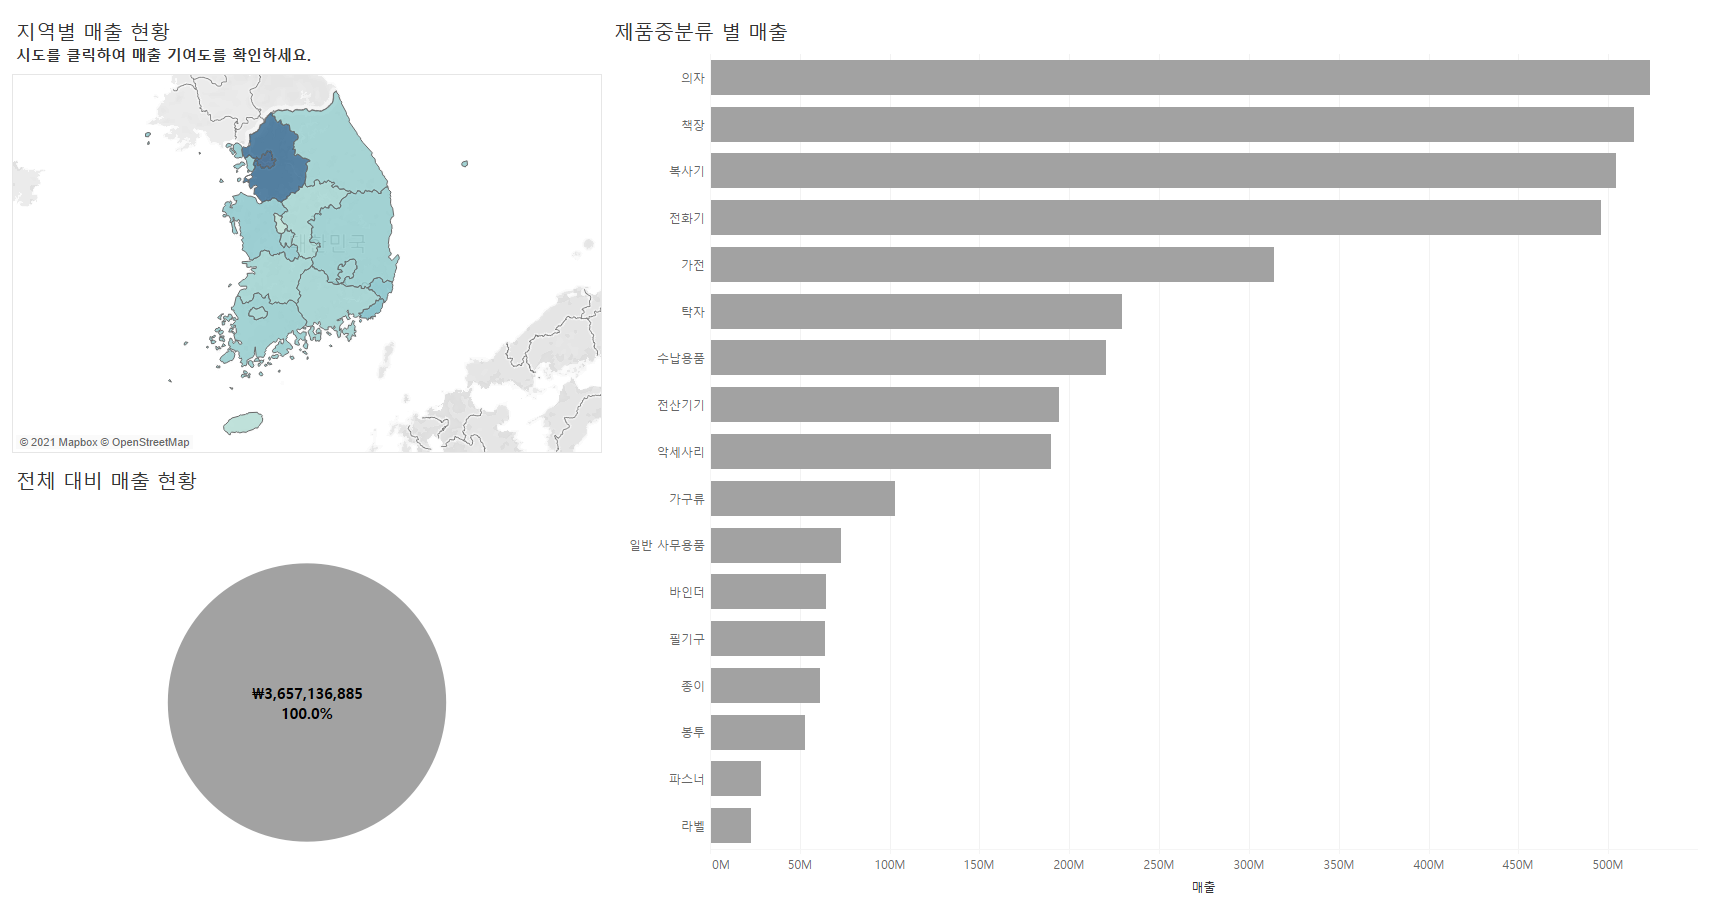 지역별 매출 현황
시도를 클릭하여 매출 기여도를 확인하세요.
대한민국
© 2021 Mapbox © OpenStreetMap
전체 대비 매출 현황
₩3,657,136,885
100.0%
제품중분류 별 매출
의자
책장
복사기
전화기
가전
탁자
수납용품
전산기기
악세사리
가구류
일반 사무용품
바인더
필기구
종이
봉투
파스너
라벨
0M 50M 100M 150M 200M 250M 300M 350M 400M 450M 500M
매출